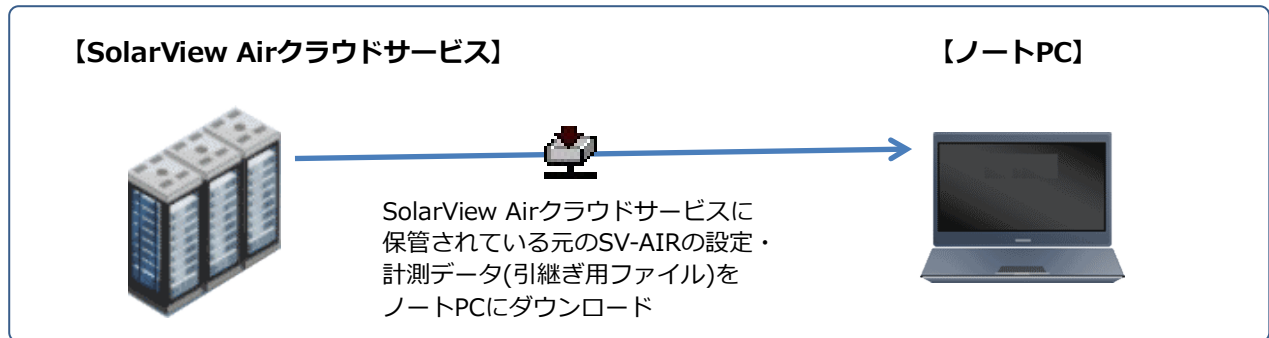 【SolarView Airクラウドサービス】
【ノートPC】
SolarView Airクラウドサービスに
保管されている元のSV-AIRの設定・
計測データ(引継ぎ用ファイル)を
ノートPCにダウンロード